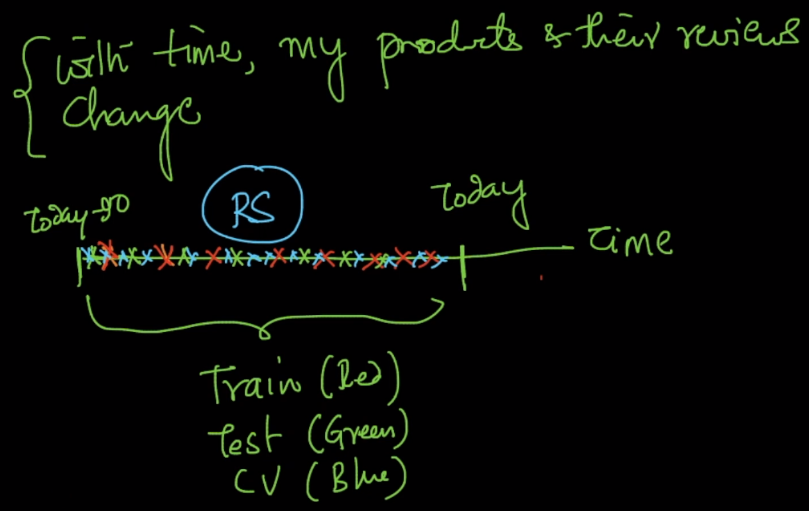 with time, my products & their reviews
change
RS
Today-90
Today
Time
Train (Red)
Test (Green)
CV (Blue)